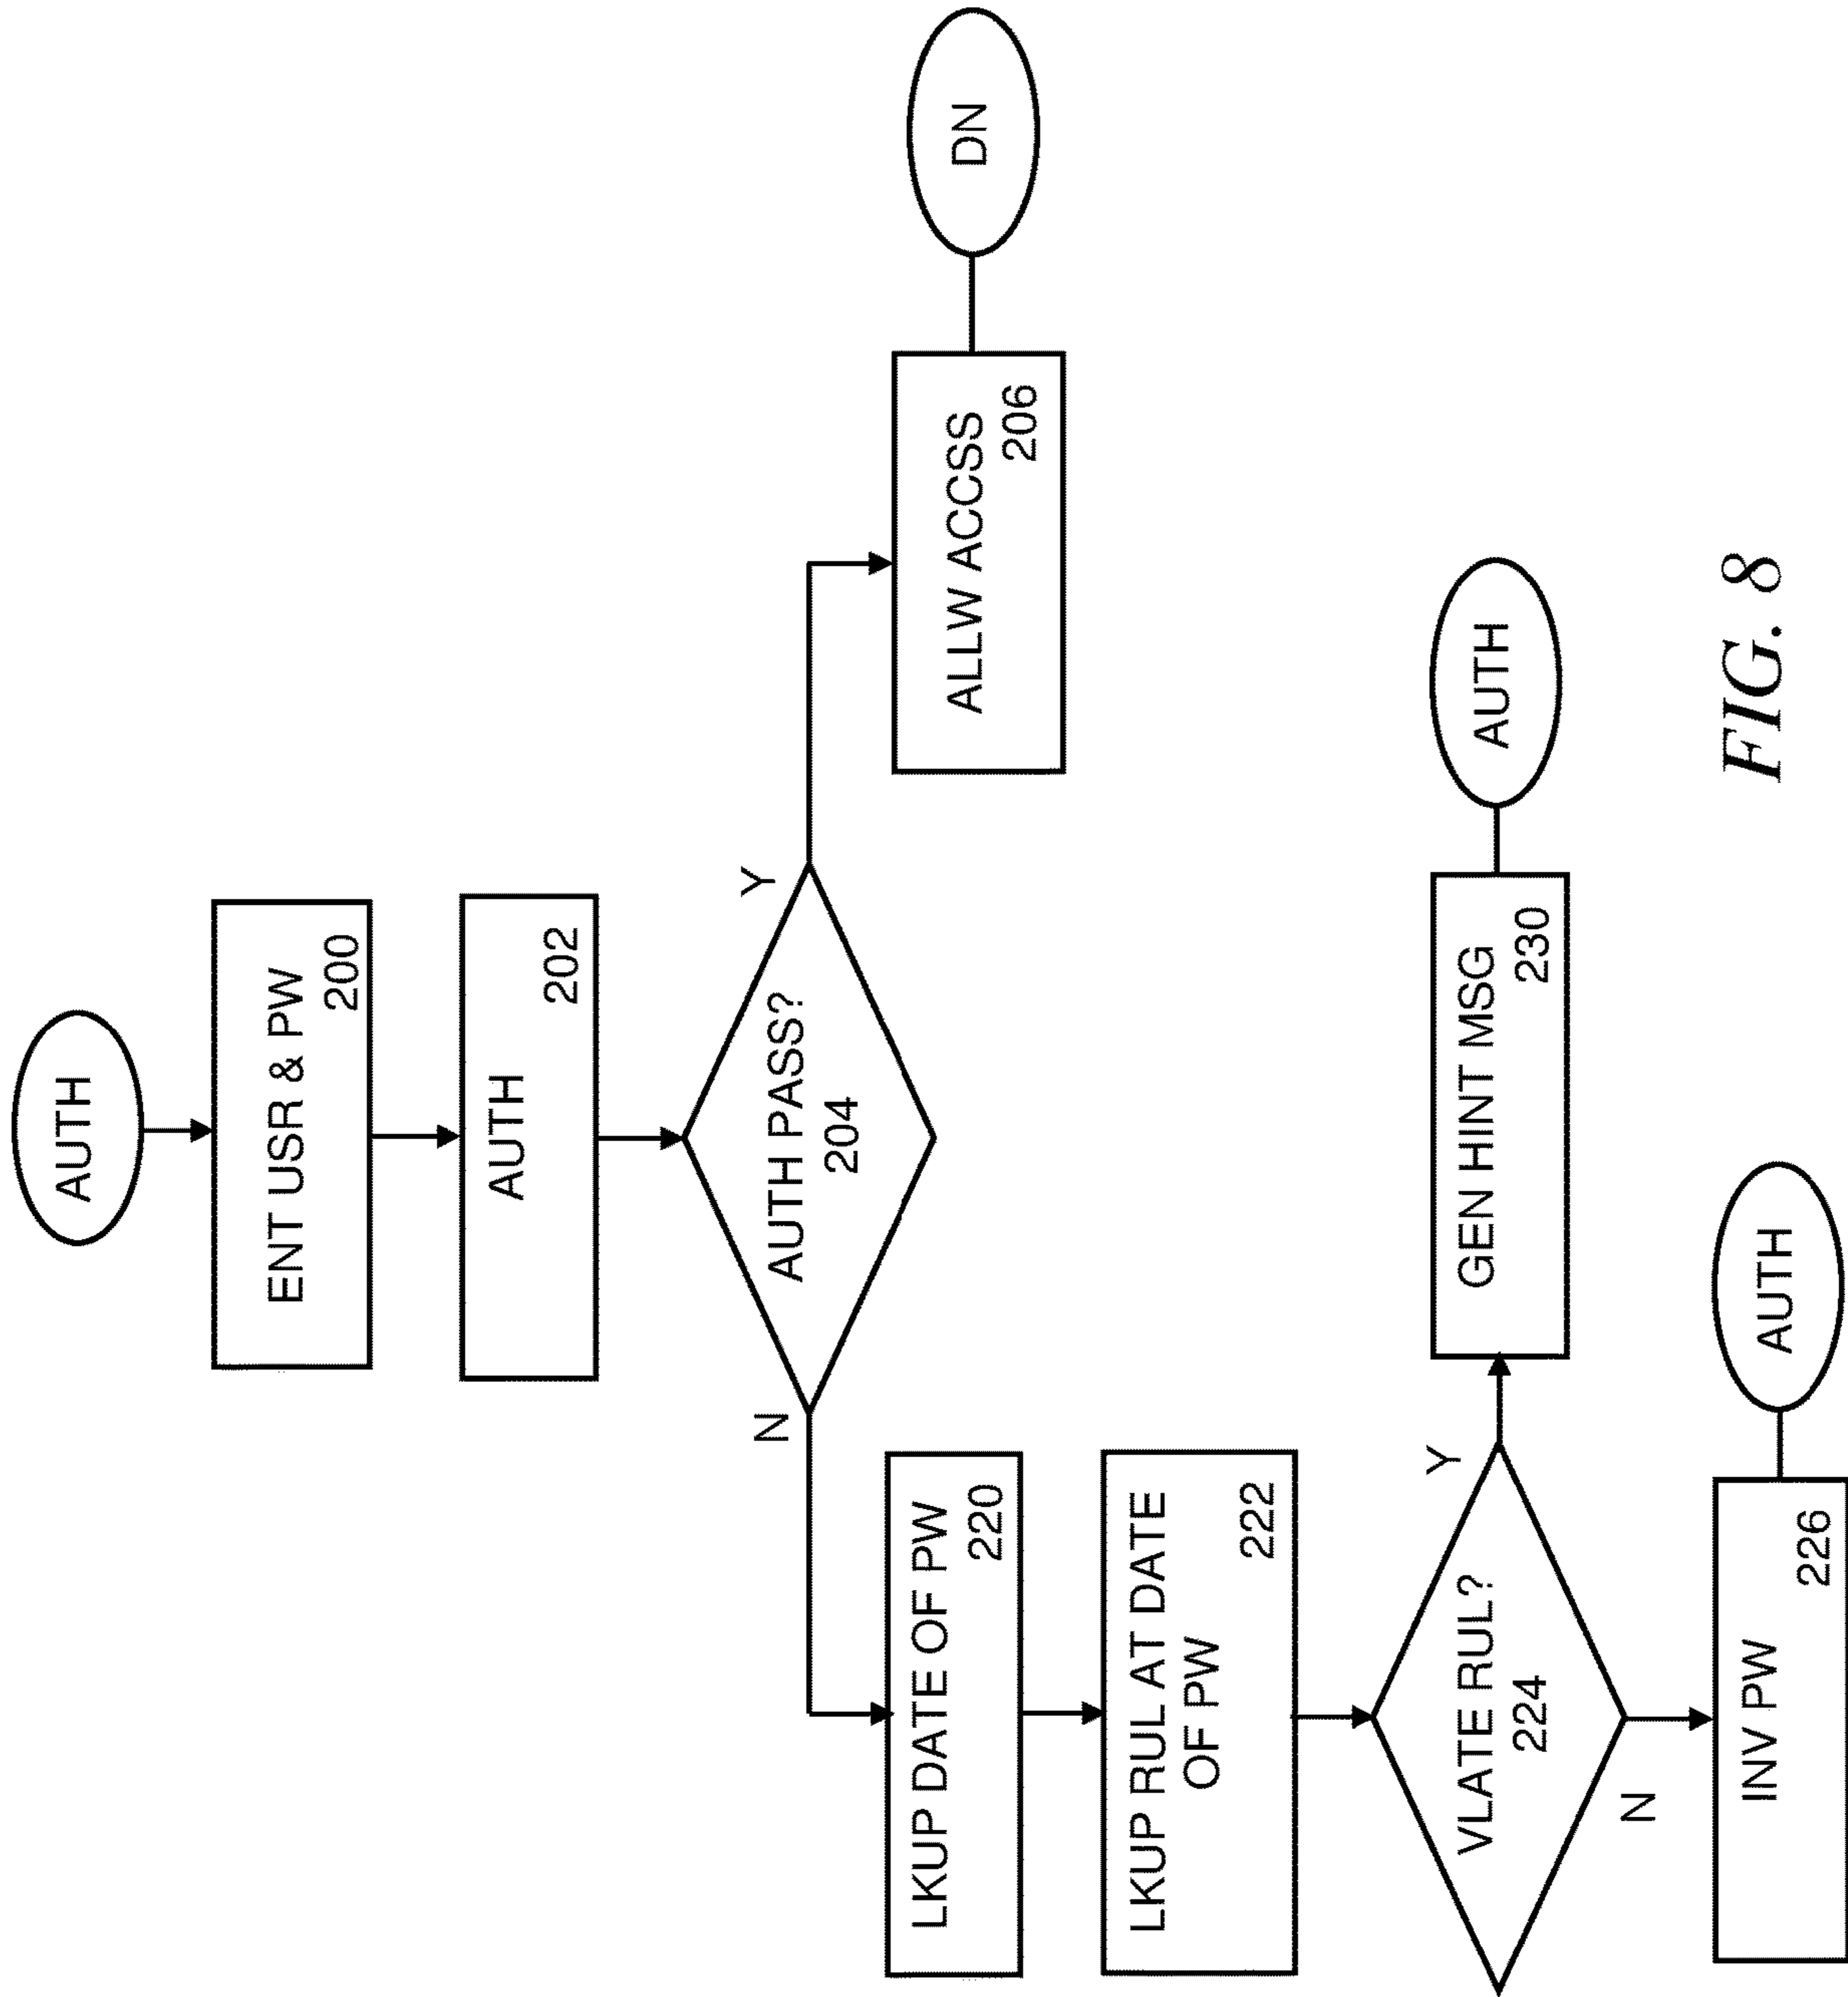 AUTH
ENT USR & PW
200
AUTH
202
AUTH PASS?
204
Y
N
ALLW ACCSS
206
DN
LKUP DATE OF PW
220
LKUP RUL AT DATE
OF PW
222
VLATE RUL?
224
Y
N
GEN HINT MSG
230
AUTH
INV PW
226
AUTH
FIG. 8